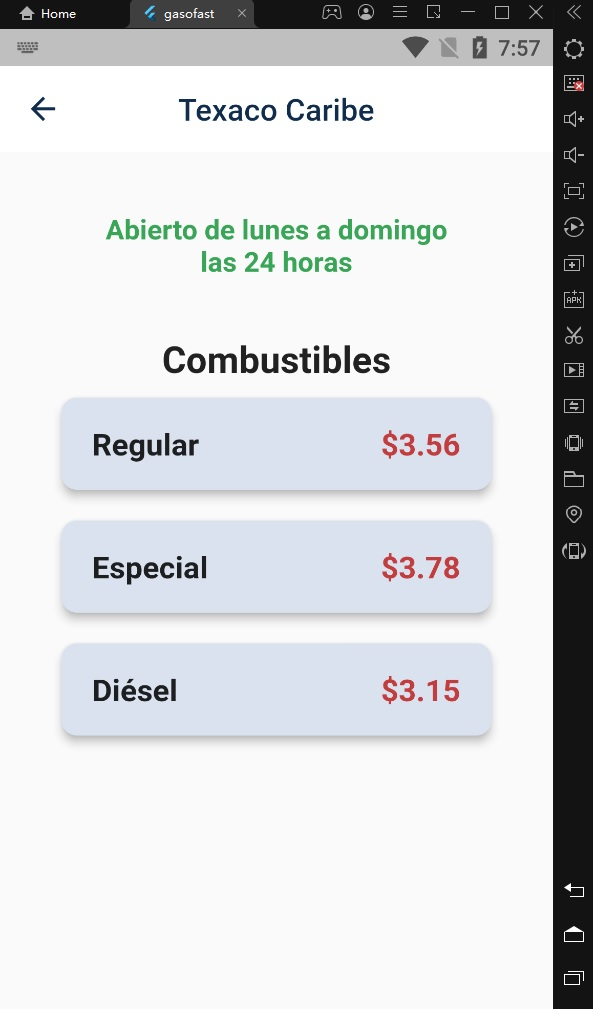 Home
gasofast
7:57
Texaco Caribe
Abierto de lunes a domingo
las 24 horas
Combustibles
Regular $3.56
Especial $3.78
Diésel $3.15
APK